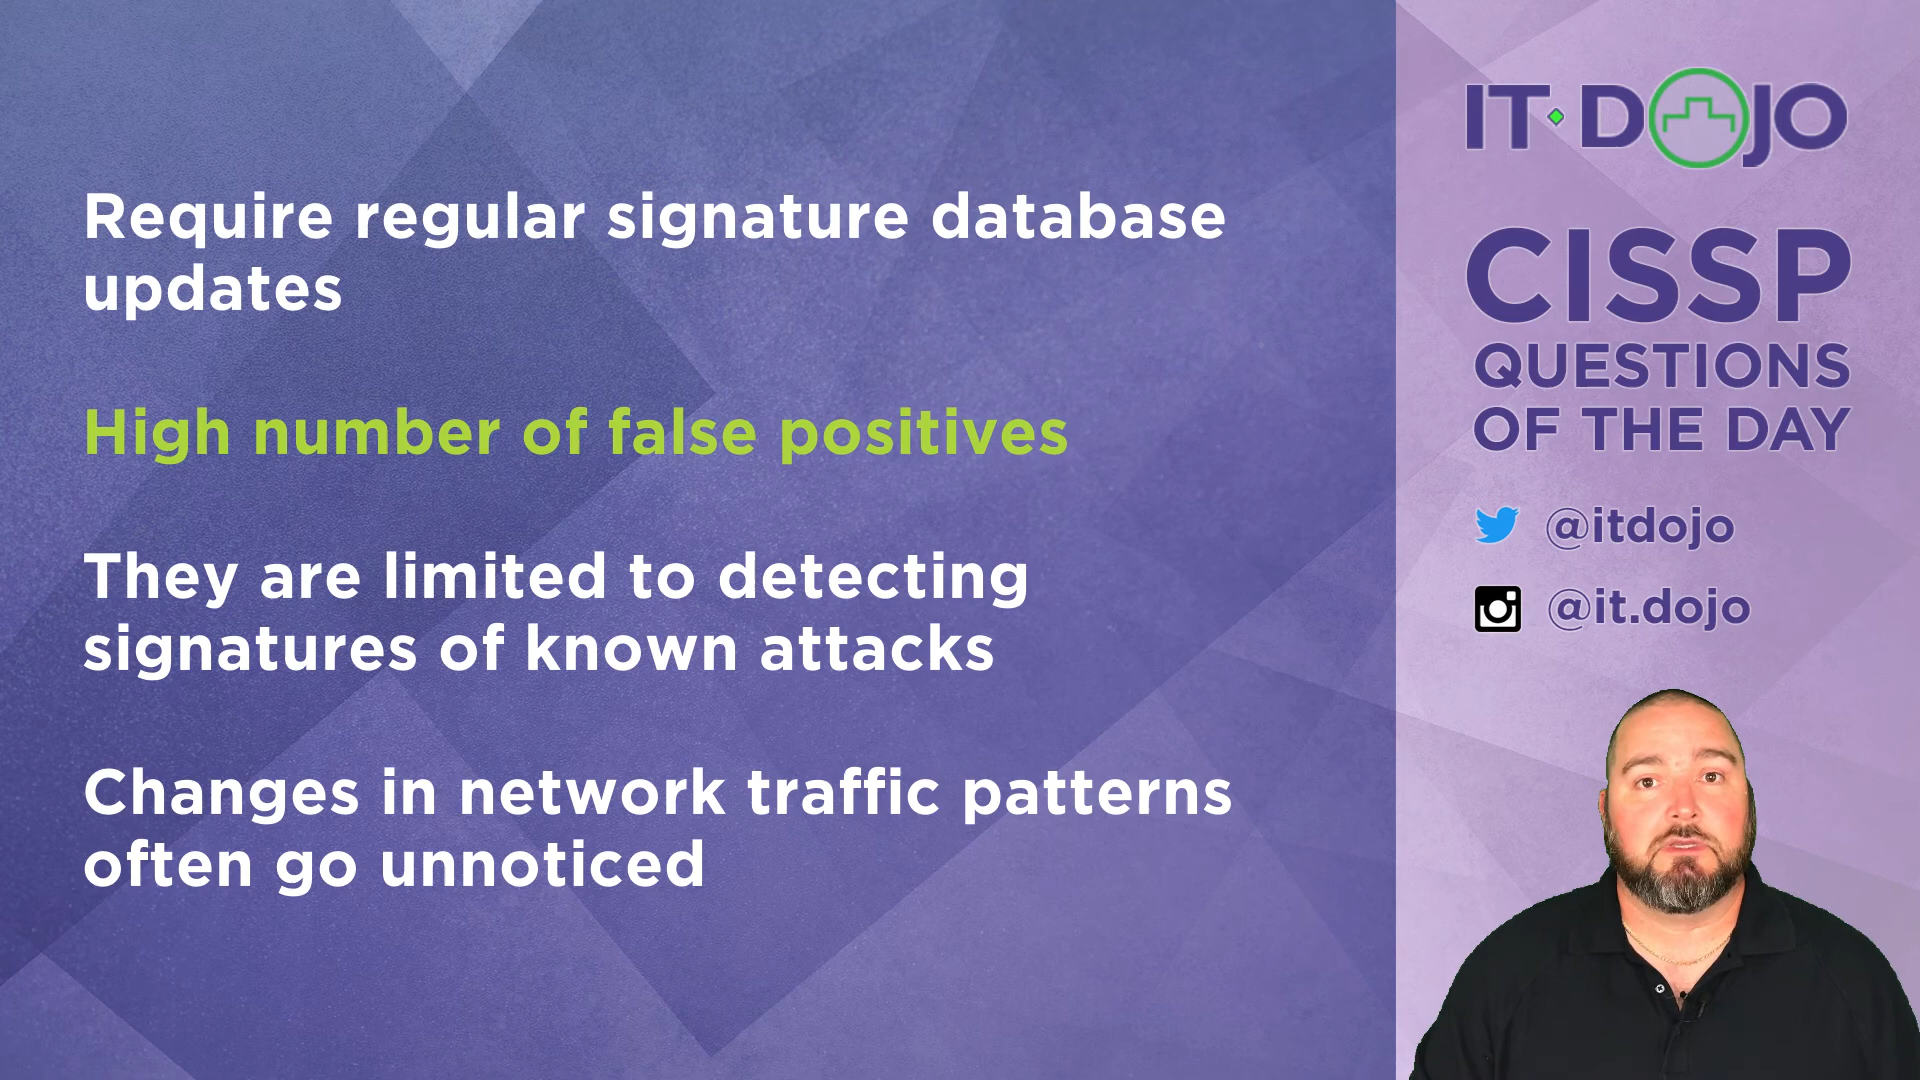 Require regular signature database
updates
High number of false positives
They are limited to detecting
signatures of known attacks
Changes in network traffic patterns
often go unnoticed
IT DOJO
CISSP
QUESTIONS
OF THE DAY
@itdojo
@it.dojo